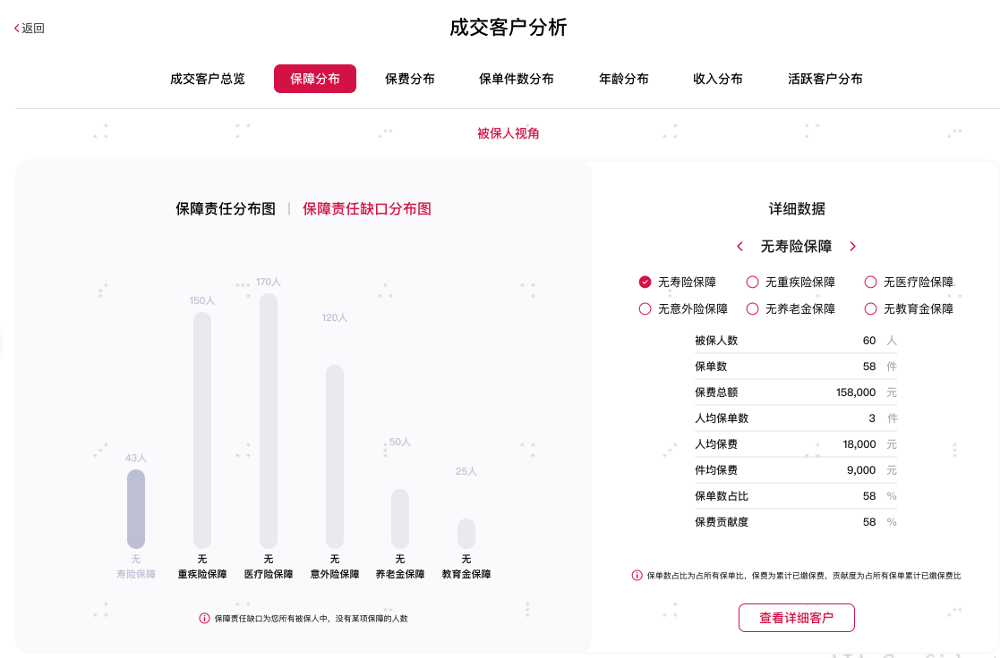 返回
成交客户分析
成交客户总览 保障分布 保费分布 保单件数分布 年龄分布 收入分布 活跃客户分布
被保人视角
保障责任分布图 | 保障责任缺口分布图
43人 150人 170人 120人 50人 25人
无 无 无 无 无 无
寿险保障 重疾险保障 医疗险保障 意外险保障 养老金保障 教育金保障
保障责任缺口为您所有被保人中，没有某项保障的人数
详细数据
无寿险保障
无寿险保障 无重疾险保障 无医疗险保障
无意外险保障 无养老金保障 无教育金保障
被保人数 60 人
保单数 58 件
保费总额 158,000 元
人均保单数 3 件
人均保费 18,000 元
件均保费 9,000 元
保单数占比 58 %
保费贡献度 58 %
保单数占比为占所有保单比，保费为累计已缴保费，贡献度为占所有保单累计已缴保费比
查看详细客户